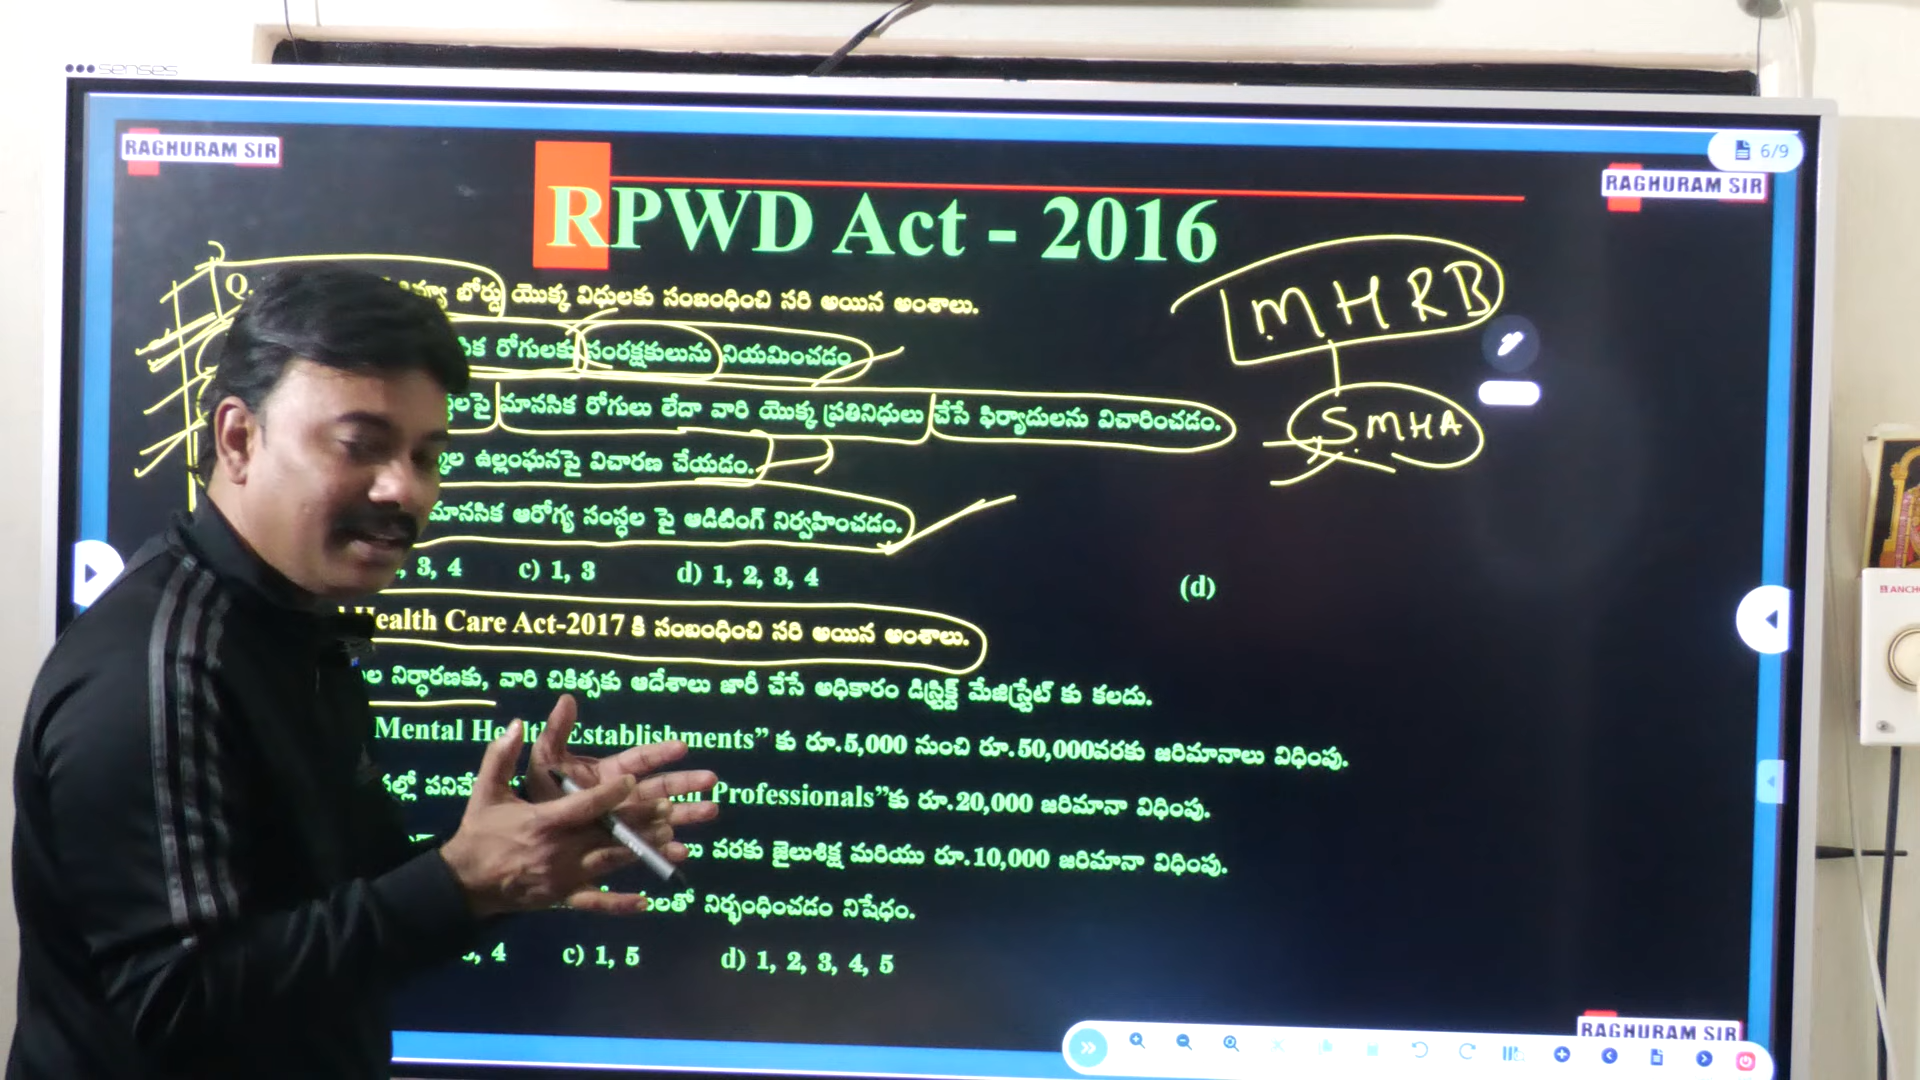 senses
RAGHURAM SIR
6/9
RAGHURAM SIR
RPWD Act - 2016
Q. బోర్డు యొక్క విధులకు సంబంధించి సరి అయిన అంశాలు.
MHRB
రోగులకు సంరక్షకులును నియమించడం
మానసిక రోగులు లేదా వారి యొక్క ప్రతినిధులు చేసే ఫిర్యాదులను విచారించడం.
SMHA
ఉల్లంఘనపై విచారణ చేయడం.
మానసిక ఆరోగ్య సంస్థల పై ఆడిటింగ్ నిర్వహించడం.
, 3, 4 c) 1, 3 d) 1, 2, 3, 4 (d)
Health Care Act-2017 కి సంబంధించి సరి అయిన అంశాలు.
నిర్ధారణకు, వారి చికిత్సకు ఆదేశాలు జారీ చేసే అధికారం డిస్ట్రిక్ట్ మేజిస్ట్రేట్ కు కలదు.
Mental Health Establishments” కు రూ.5,000 నుంచి రూ.50,000వరకు జరిమానాలు విధింపు.
Professionals”కు రూ.20,000 జరిమానా విధింపు.
వరకు జైలుశిక్ష మరియు రూ.10,000 జరిమానా విధింపు.
నిర్భంధించడం నిషేధం.
, 4 c) 1, 5 d) 1, 2, 3, 4, 5
RAGHURAM SIR